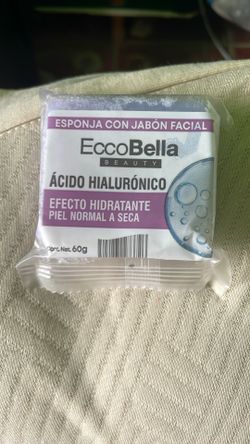 ESPONJA CON JABÓN FACIAL
EccoBella
BEAUTY
ÁCIDO HIALURÓNICO
EFECTO HIDRATANTE
PIEL NORMAL A SECA
Cont. Net. 60g